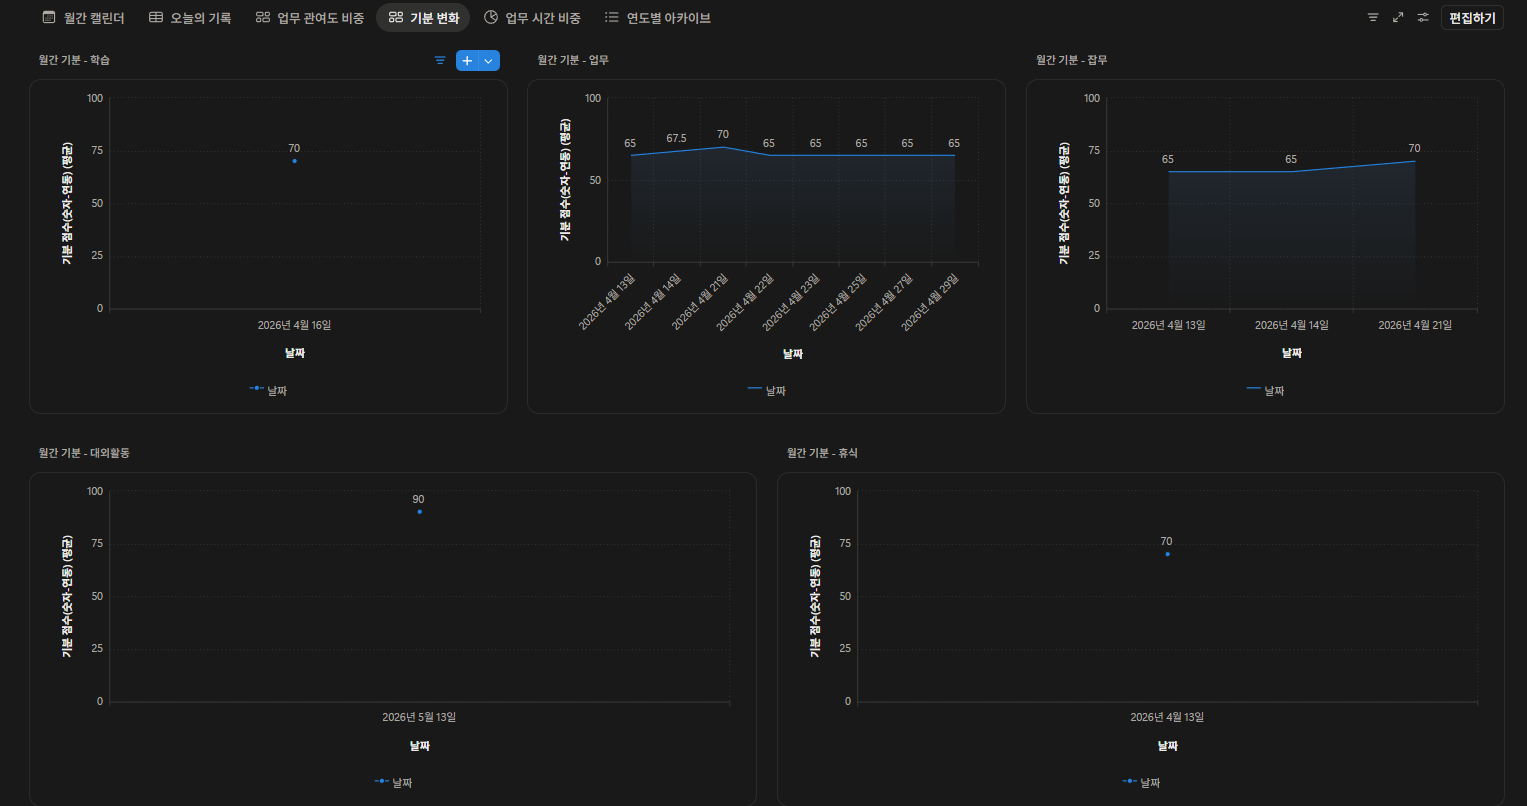 월간 캘린더
오늘의 기록
업무 관여도 비중
기분 변화
업무 시간 비중
연도별 아카이브
편집하기
월간 기분 - 학습
기분 점수(숫자-연동) (평균)
100
75
50
25
0
70
2026년 4월 16일
날짜
날짜
월간 기분 - 업무
기분 점수(숫자-연동) (평균)
100
50
0
65
67.5
70
65
65
65
65
65
2026년 4월 13일
2026년 4월 14일
2026년 4월 21일
2026년 4월 22일
2026년 4월 23일
2026년 4월 25일
2026년 4월 27일
2026년 4월 29일
날짜
날짜
월간 기분 - 잡무
기분 점수(숫자-연동) (평균)
100
75
50
25
0
65
65
70
2026년 4월 13일
2026년 4월 14일
2026년 4월 21일
날짜
날짜
월간 기분 - 대외활동
기분 점수(숫자-연동) (평균)
100
75
50
25
0
90
2026년 5월 13일
날짜
날짜
월간 기분 - 휴식
기분 점수(숫자-연동) (평균)
100
75
50
25
0
70
2026년 4월 13일
날짜
날짜